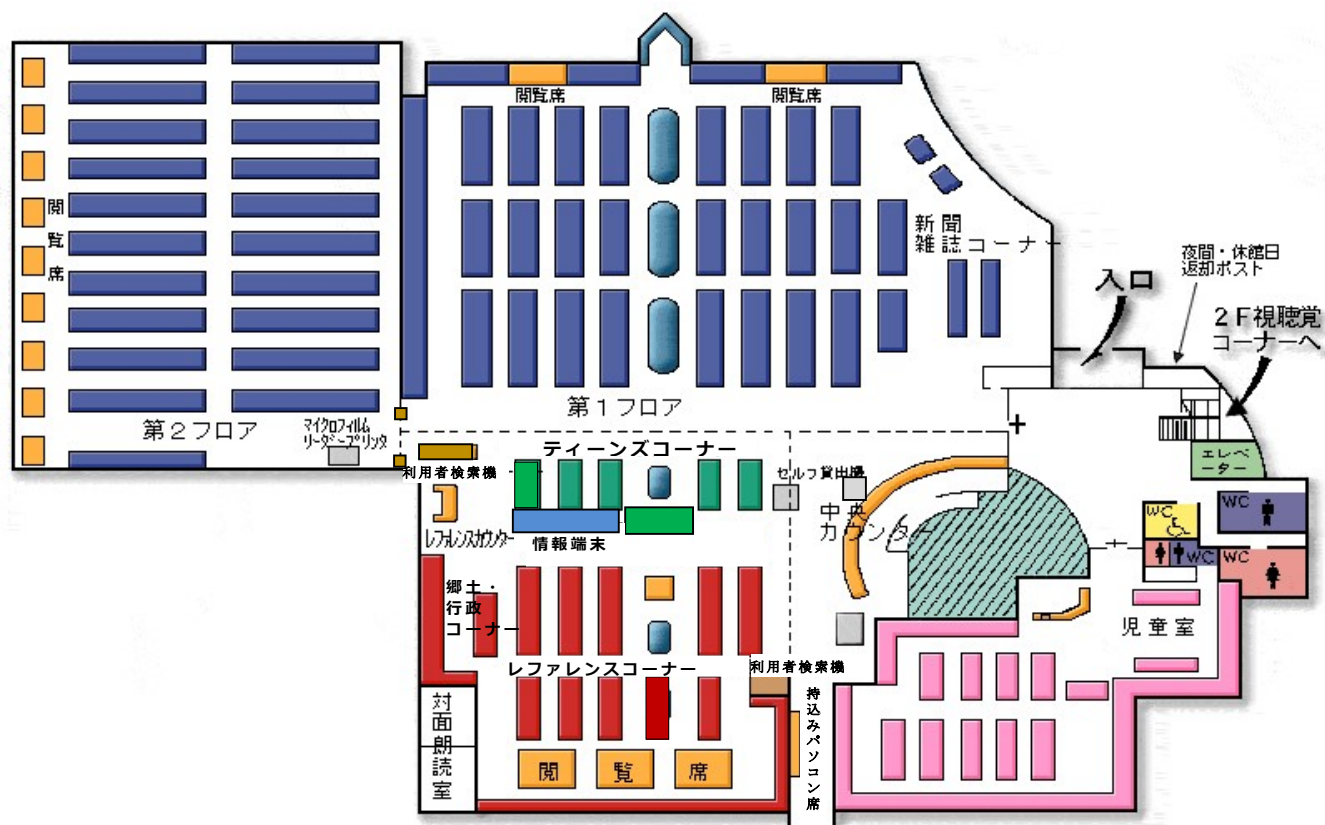 閲覧席
閲覧席
閲覧席
新聞
雑誌コーナー
夜間・休館日
返却ポスト
入口
2F視聴覚
コーナーへ
第1フロア
第2フロア
マイクロフィルム
リーダープリンタ
ティーンズコーナー
利用者検索機
セルフ貸出機
エレベ
ーター
中央
カウンター
WC
WC
WC
WC
レファレンスカウンター
情報端末
郷土・
行政
コーナー
児童室
レファレンスコーナー
利用者検索機
持込みパソコン席
対面朗読室
閲覧席